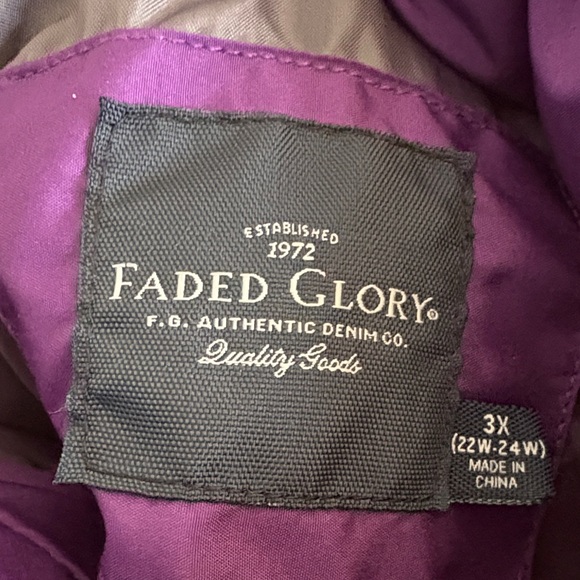 ESTABLISHED
1972
FADED GLORY®
F.G. AUTHENTIC DENIM CO.
Quality Goods
3X
(22W-24W)
MADE IN
CHINA